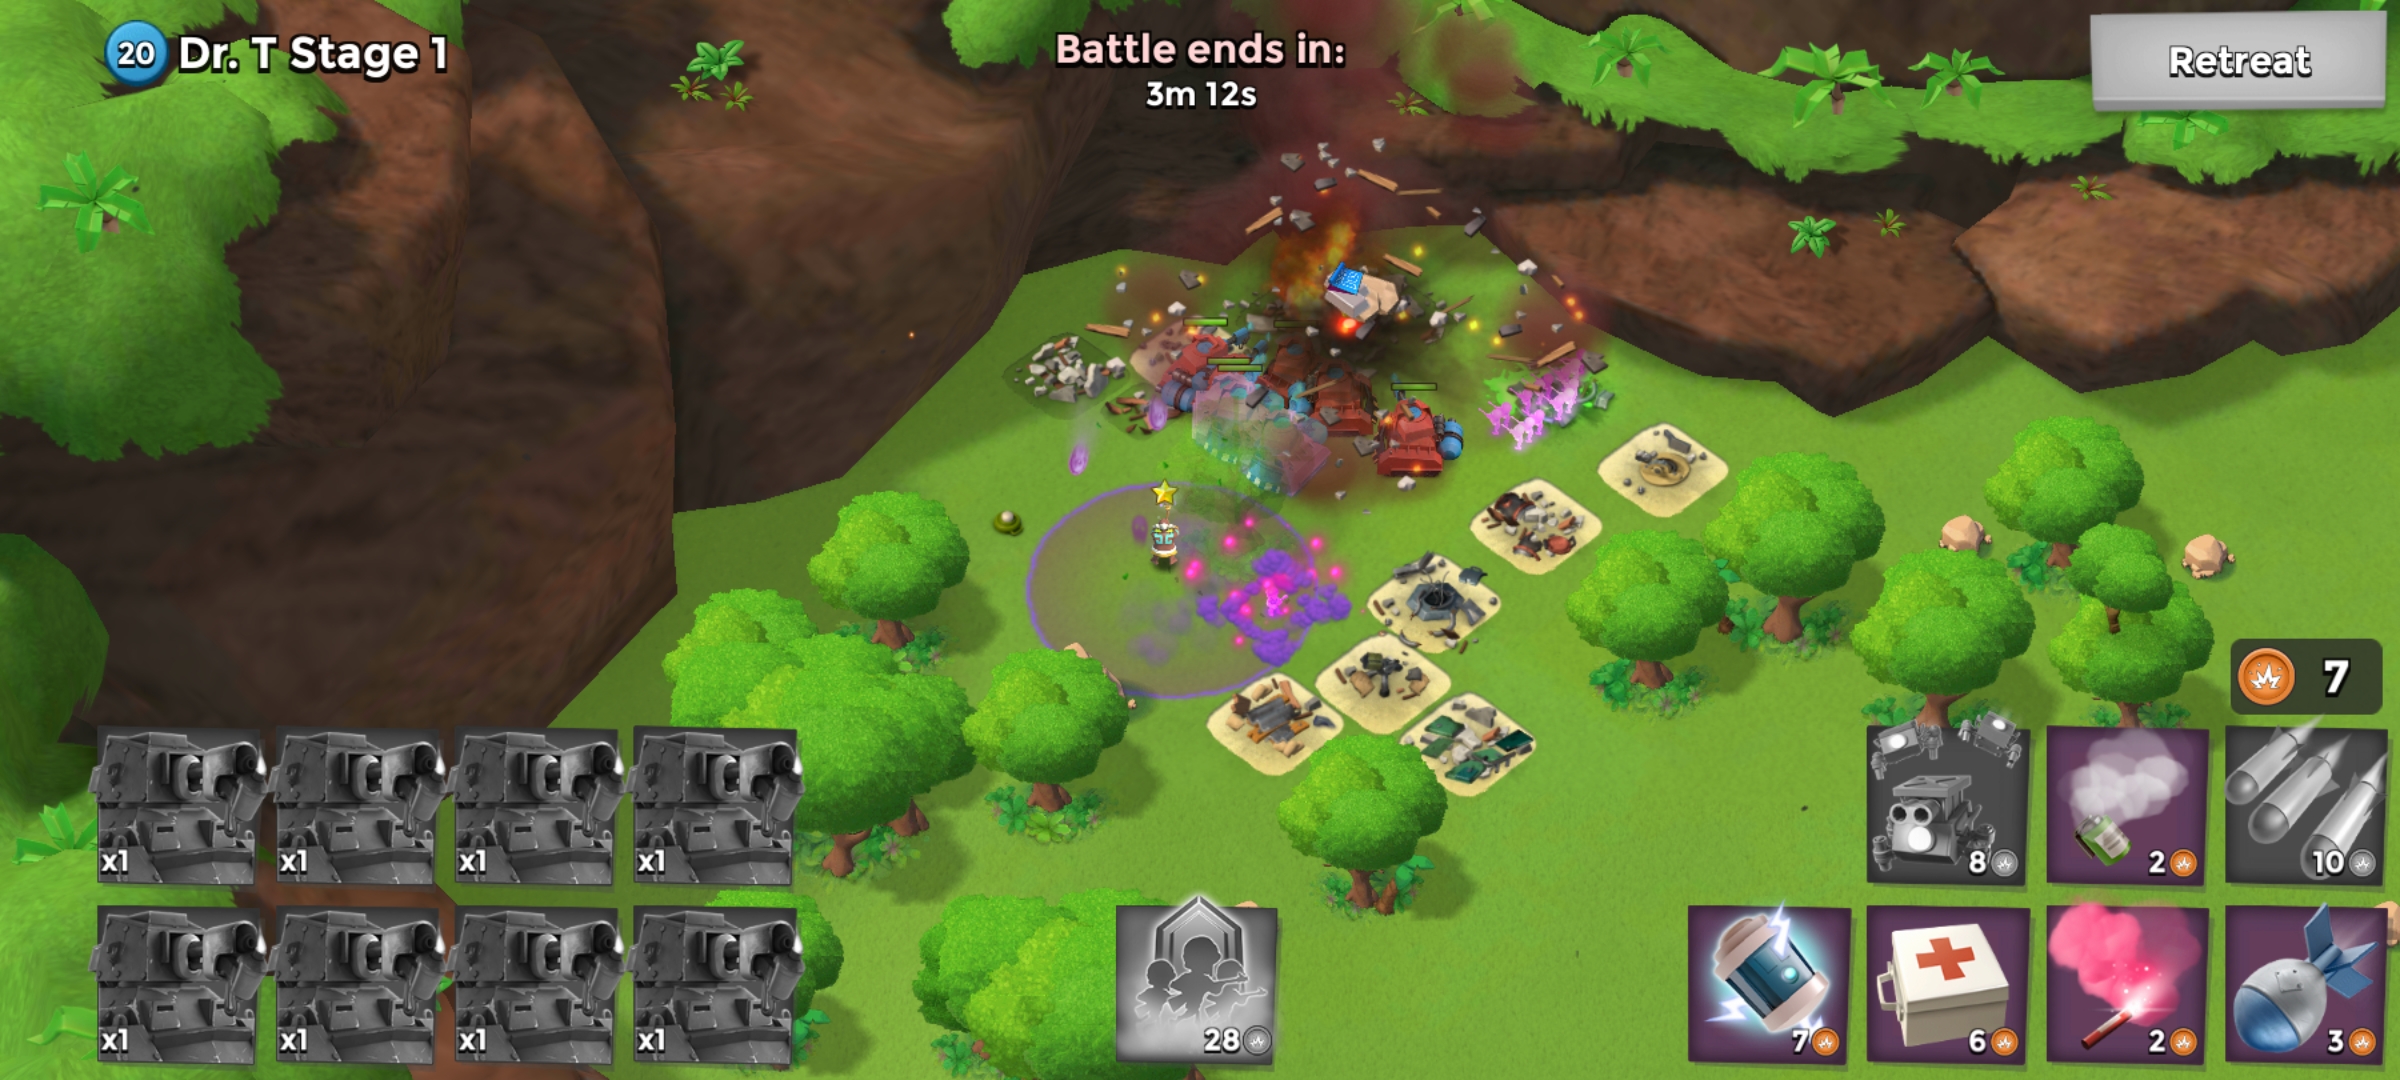 20 Dr. T Stage 1
Battle ends in:
3m 12s
Retreat
7
x1 x1 x1 x1
8 2 10
x1 x1 x1 x1
28
7 6 2 3